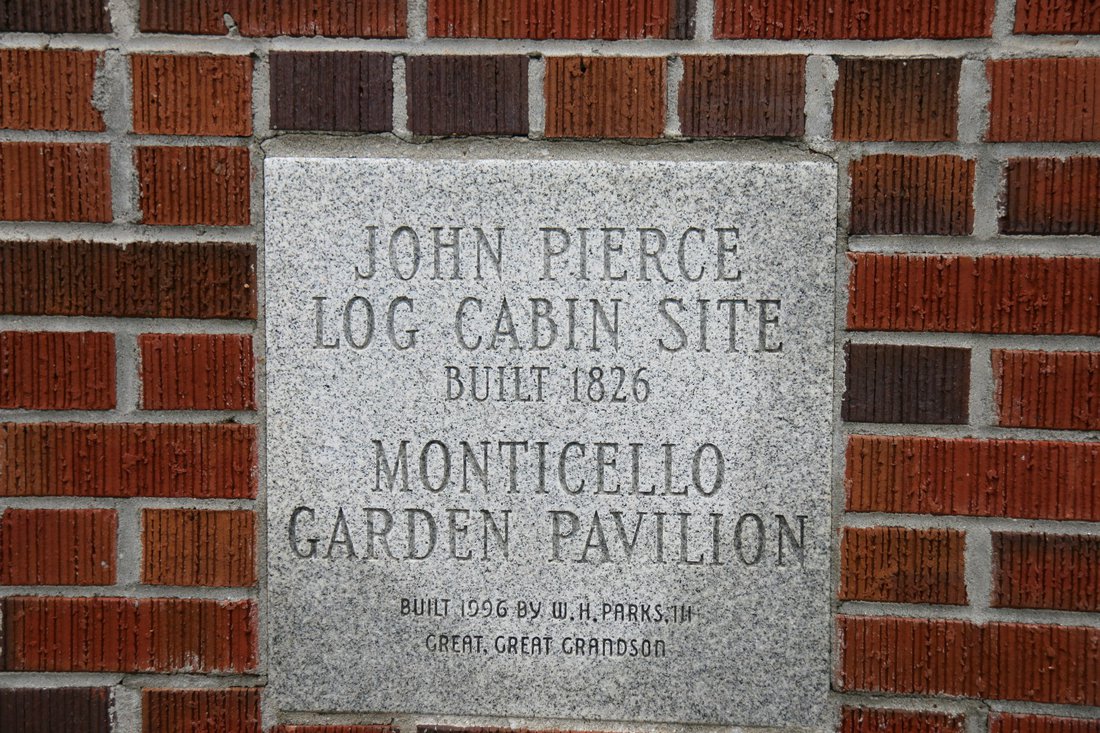 JOHN PIERCE
LOG CABIN SITE
BUILT 1826
MONTICELLO
GARDEN PAVILION
BUILT 1996 BY W.H. PARKS, III
GREAT, GREAT GRANDSON